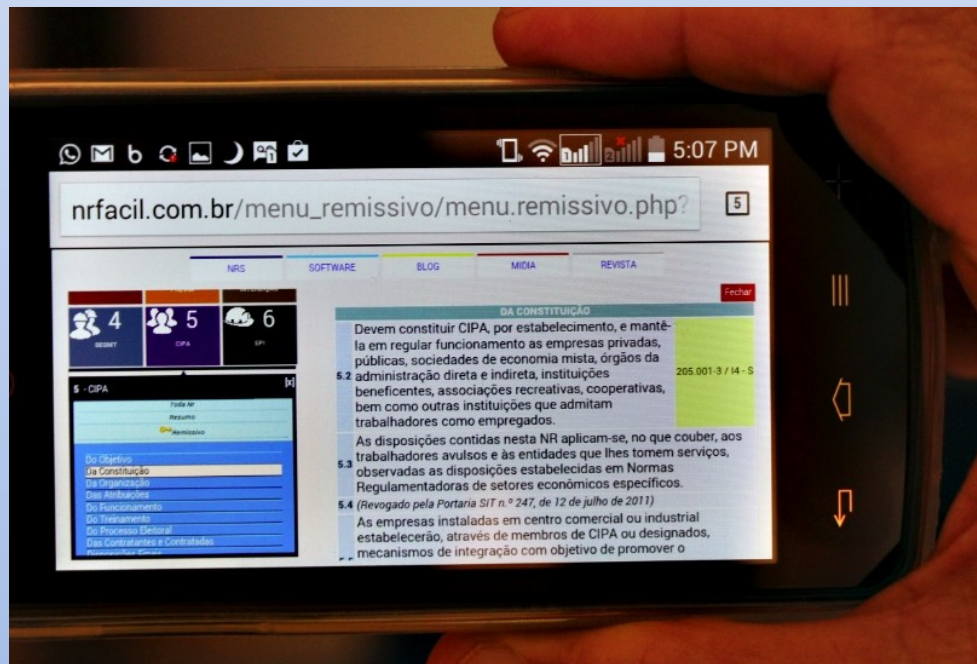 5:07 PM
nrfacil.com.br/menu_remissivo/menu.remissivo.php?
5
NRS
SOFTWARE
BLOG
MIDIA
REVISTA
4
SESMT
5
CIPA
6
EPI
5 - CIPA
[x]
Toda Nr
Resumo
Remissivo
Do Objetivo
Da Constituição
Da Organização
Das Atribuições
Do Funcionamento
Do Treinamento
Do Processo Eleitoral
Das Contratantes e Contratadas
Disposições Finais
Fechar
DA CONSTITUIÇÃO
Devem constituir CIPA, por estabelecimento, e mantê-
la em regular funcionamento as empresas privadas,
públicas, sociedades de economia mista, órgãos da
5.2 administração direta e indireta, instituições
beneficentes, associações recreativas, cooperativas,
bem como outras instituições que admitam
trabalhadores como empregados.
205.001-3 / I4 - S
As disposições contidas nesta NR aplicam-se, no que couber, aos
trabalhadores avulsos e às entidades que lhes tomem serviços,
5.3 observadas as disposições estabelecidas em Normas
Regulamentadoras de setores econômicos específicos.
5.4 (Revogado pela Portaria SIT n.º 247, de 12 de julho de 2011)
As empresas instaladas em centro comercial ou industrial
estabelecerão, através de membros de CIPA ou designados,
mecanismos de integração com objetivo de promover o